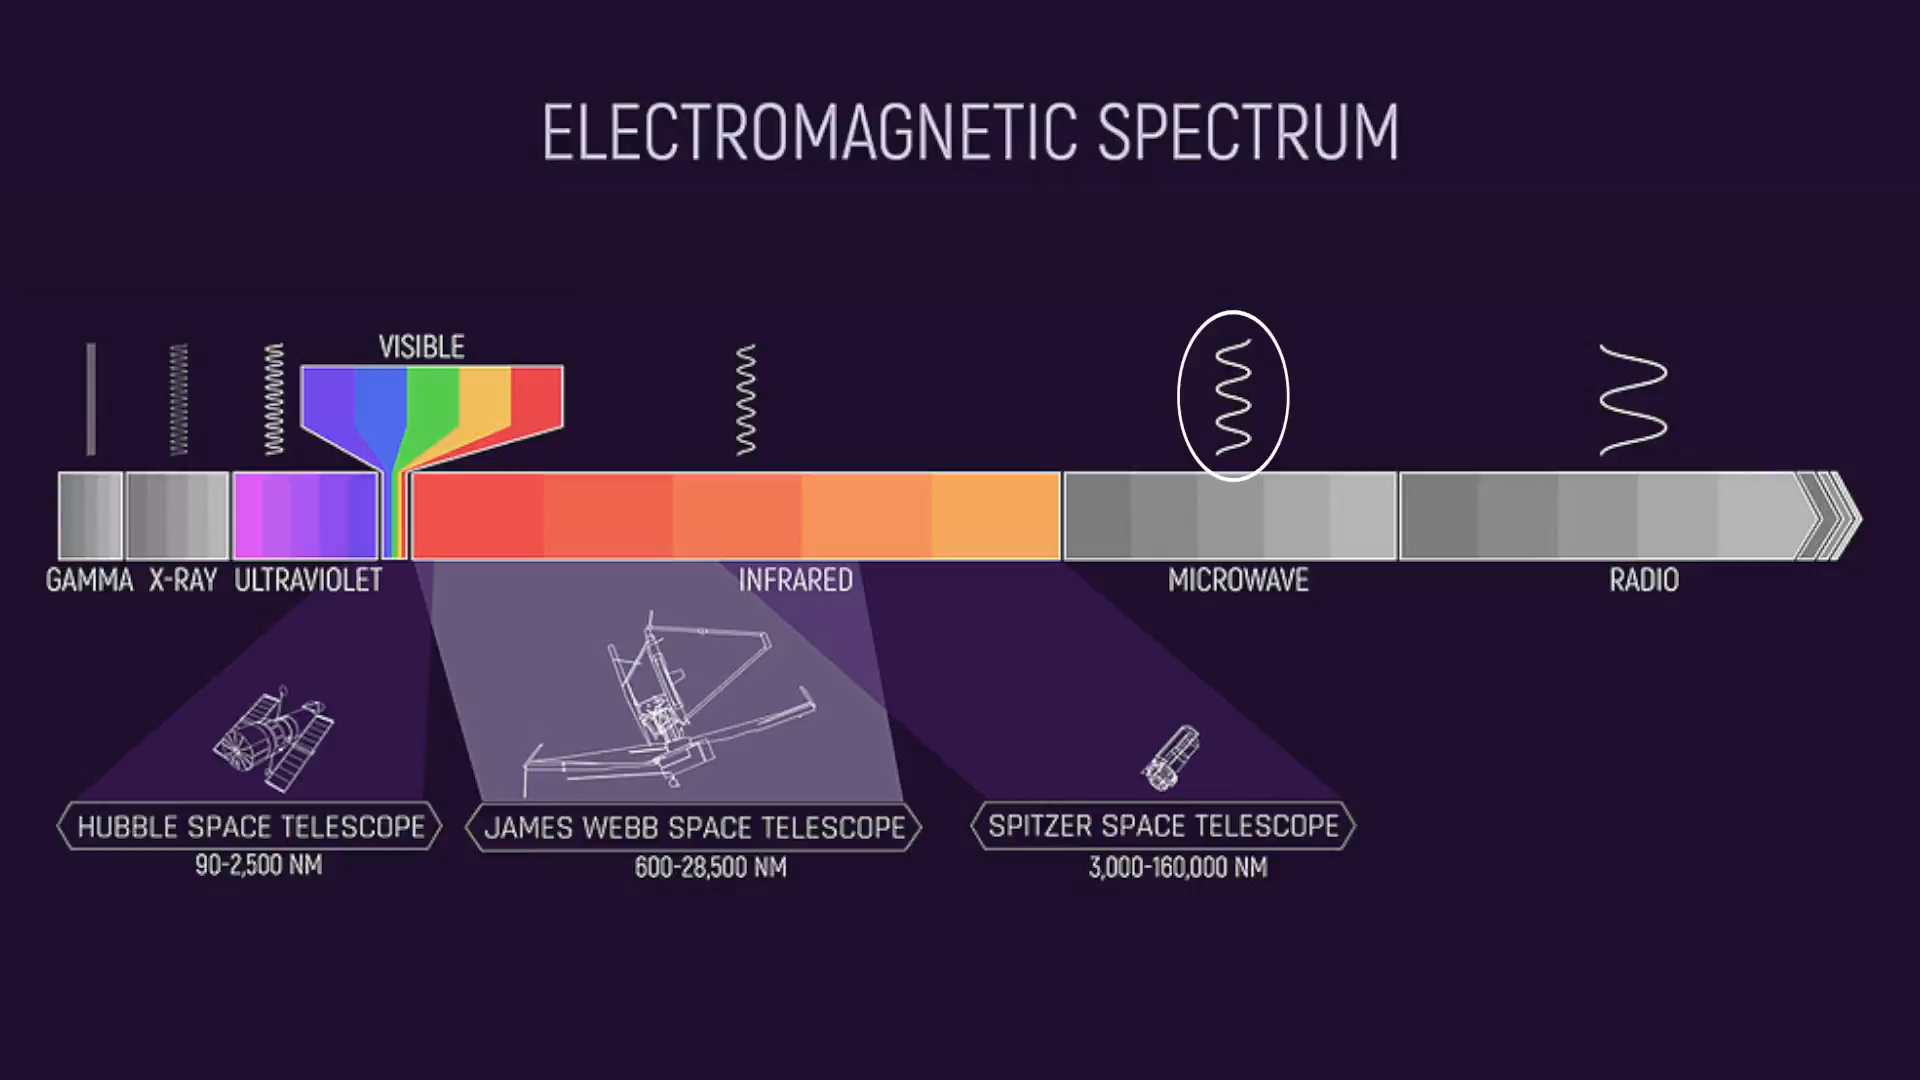 ELECTROMAGNETIC SPECTRUM
VISIBLE
GAMMA
X-RAY
ULTRAVIOLET
INFRARED
MICROWAVE
RADIO
HUBBLE SPACE TELESCOPE
90-2,500 NM
JAMES WEBB SPACE TELESCOPE
600-28,500 NM
SPITZER SPACE TELESCOPE
3,000-160,000 NM